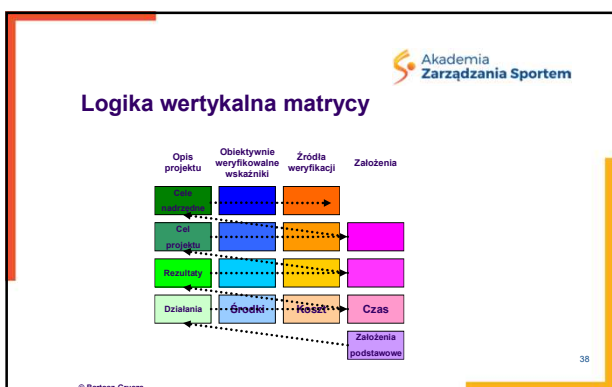 Akademia
Zarządzania Sportem
Logika wertykalna matrycy
Opis
projektu
Obiektywnie
weryfikowalne
wskaźniki
Źródła
weryfikacji
Założenia
Cele
nadrzędne
Cel
projektu
Rezultaty
Działania
Środki
Koszt
Czas
Założenia
podstawowe
38